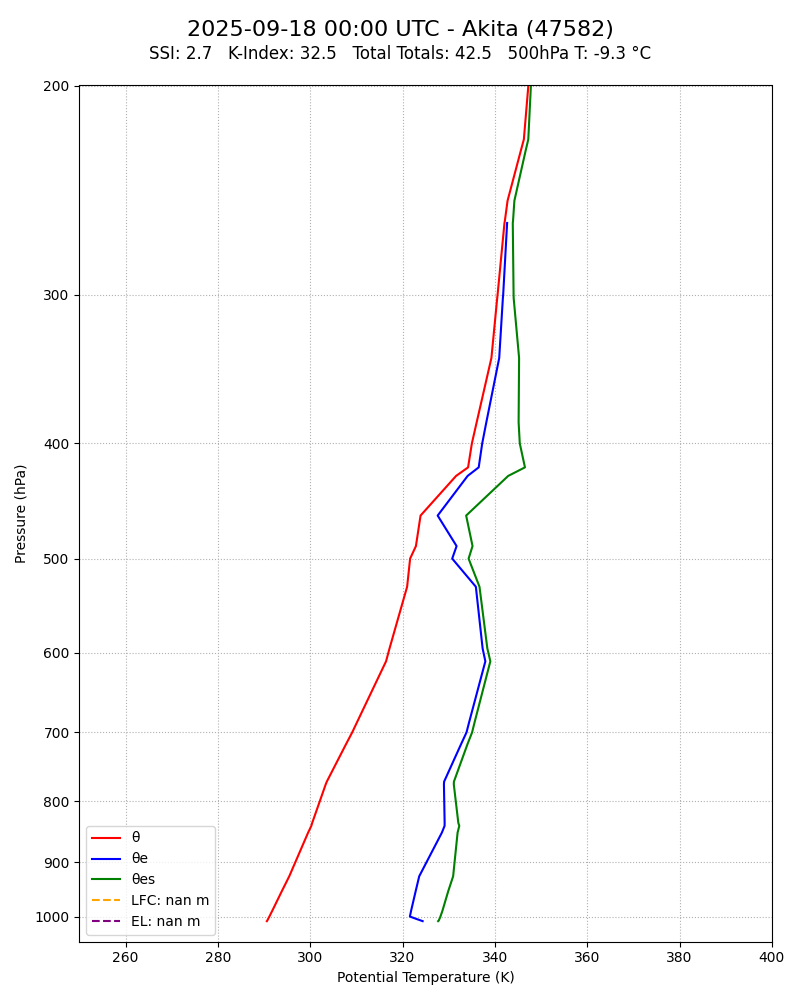 2025-09-18 00:00 UTC - Akita (47582)
SSI: 2.7   K-Index: 32.5   Total Totals: 42.5   500hPa T: -9.3 °C
200
300
400
500
600
700
800
900
1000
Pressure (hPa)
θ
θe
θes
LFC: nan m
EL: nan m
260 280 300 320 340 360 380 400
Potential Temperature (K)